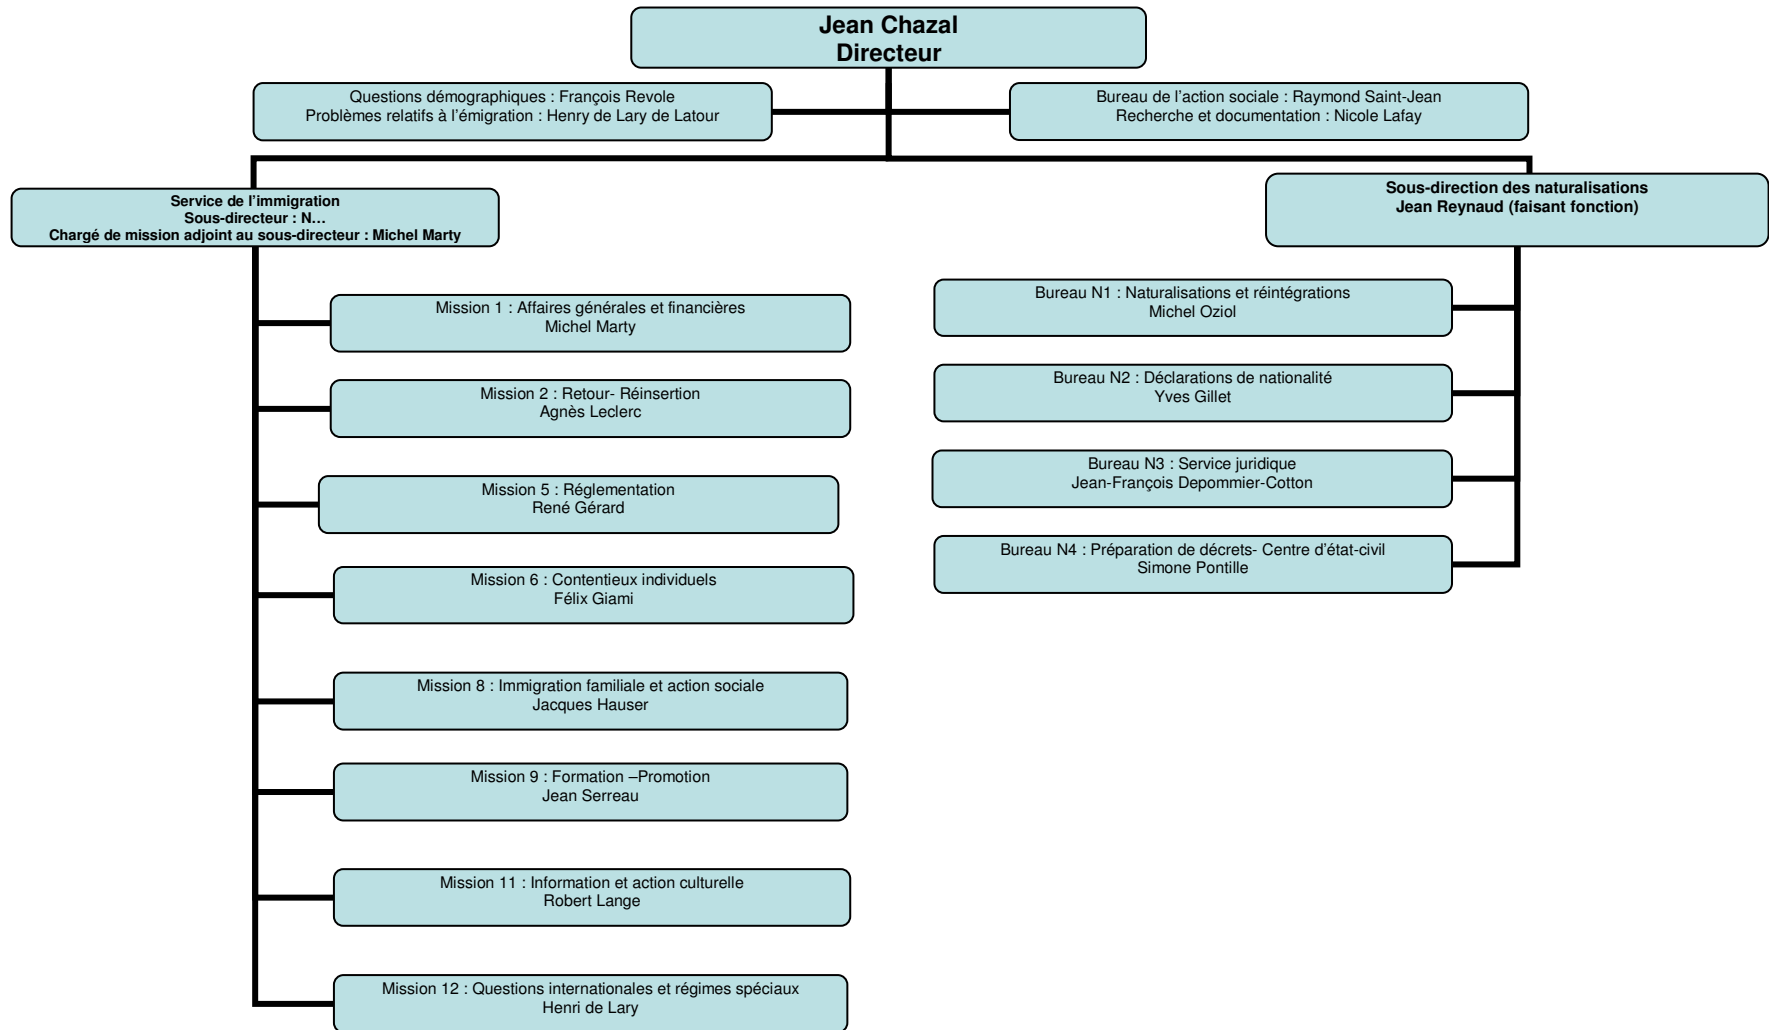 Jean Chazal
Directeur
Questions démographiques : François Revole
Problèmes relatifs à l’émigration : Henry de Lary de Latour
Bureau de l’action sociale : Raymond Saint-Jean
Recherche et documentation : Nicole Lafay
Service de l’immigration
Sous-directeur : N…
Chargé de mission adjoint au sous-directeur : Michel Marty
Sous-direction des naturalisations
Jean Reynaud (faisant fonction)
Mission 1 : Affaires générales et financières
Michel Marty
Mission 2 : Retour- Réinsertion
Agnès Leclerc
Mission 5 : Réglementation
René Gérard
Mission 6 : Contentieux individuels
Félix Giami
Mission 8 : Immigration familiale et action sociale
Jacques Hauser
Mission 9 : Formation –Promotion
Jean Serreau
Mission 11 : Information et action culturelle
Robert Lange
Mission 12 : Questions internationales et régimes spéciaux
Henri de Lary
Bureau N1 : Naturalisations et réintégrations
Michel Oziol
Bureau N2 : Déclarations de nationalité
Yves Gillet
Bureau N3 : Service juridique
Jean-François Depommier-Cotton
Bureau N4 : Préparation de décrets- Centre d’état-civil
Simone Pontille